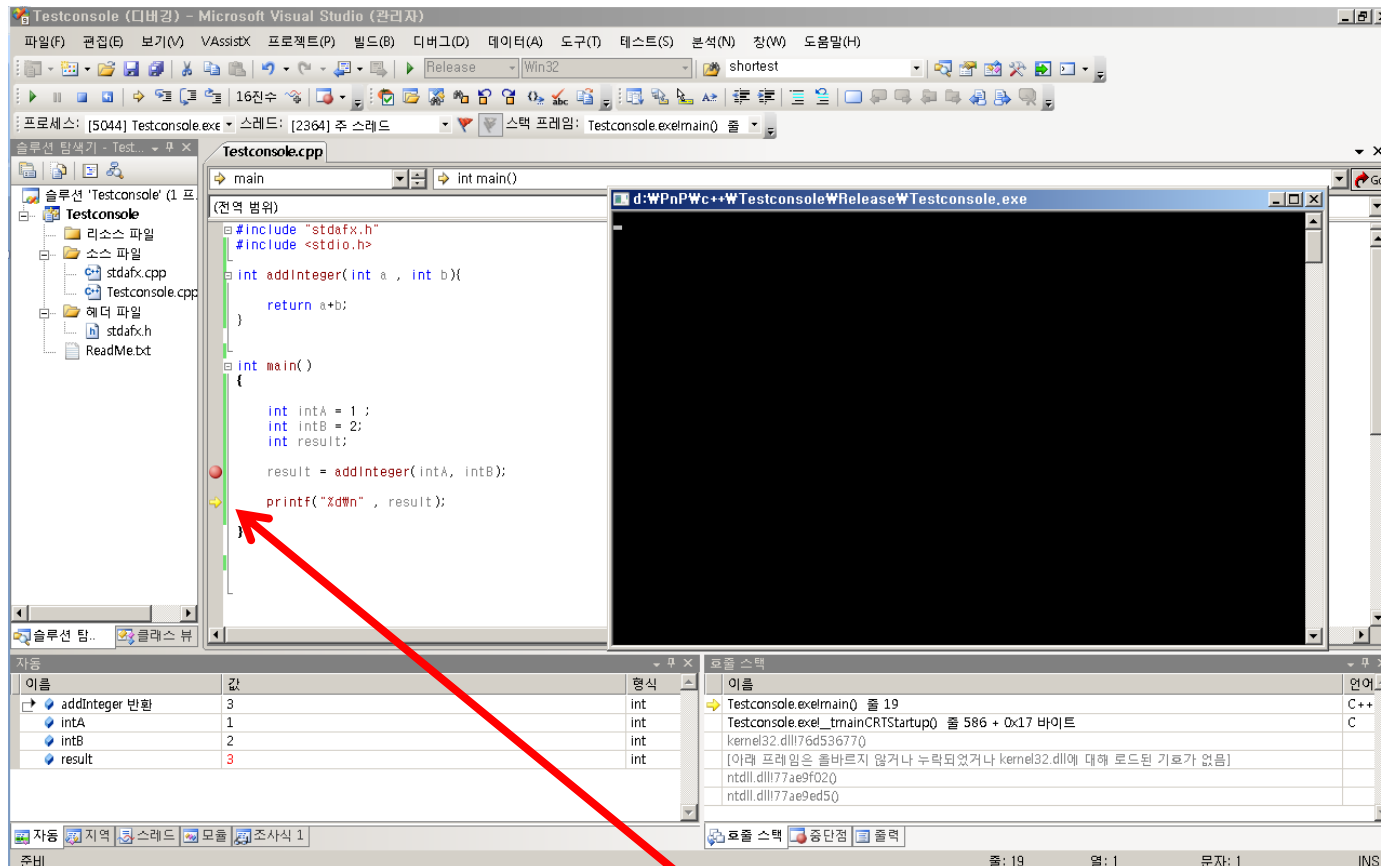 Testconsole (디버깅) - Microsoft Visual Studio (관리자)
파일(F) 편집(E) 보기(V) VAssistX 프로젝트(P) 빌드(B) 디버그(D) 데이터(A) 도구(T) 테스트(S) 분석(N) 창(W) 도움말(H)
Release Win32 shortest
16진수
프로세스: [5044] Testconsole.exe 스레드: [2364] 주 스레드 스택 프레임: Testconsole.exe!main() 줄
솔루션 탐색기 - Test...
Testconsole.cpp
main int main() Go
(전역 범위)
솔루션 'Testconsole' (1 프
Testconsole
리소스 파일
소스 파일
stdafx.cpp
Testconsole.cpp
헤더 파일
stdafx.h
ReadMe.txt
#include "stdafx.h"
#include <stdio.h>
int addInteger(int a , int b){
return a+b;
}
int main()
{
int intA = 1 ;
int intB = 2;
int result;
result = addInteger(intA, intB);
printf("%d₩n" , result);
}
d:₩PnP₩c++₩Testconsole₩Release₩Testconsole.exe
솔루션 탐.. 클래스 뷰
자동
이름 값 형식
addInteger 반환 3 int
intA 1 int
intB 2 int
result 3 int
자동 지역 스레드 모듈 조사식 1
호출 스택
이름 언어
Testconsole.exe!main() 줄 19 C++
Testconsole.exe!__tmainCRTStartup() 줄 586 + 0x17 바이트 C
kernel32.dll!76d53677()
[아래 프레임은 올바르지 않거나 누락되었거나 kernel32.dll에 대해 로드된 기호가 없음]
ntdll.dll!77ae9f02()
ntdll.dll!77ae9ed5()
호출 스택 중단점 출력
준비 줄: 19 열: 1 문자: 1 INS